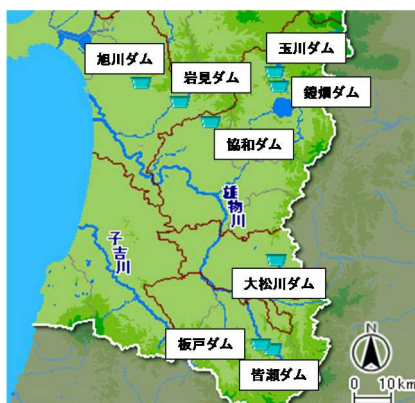 旭川ダム
岩見ダム
玉川ダム
鎧畑ダム
協和ダム
雄物川
子吉川
大松川ダム
板戸ダム
皆瀬ダム
N
0 10km